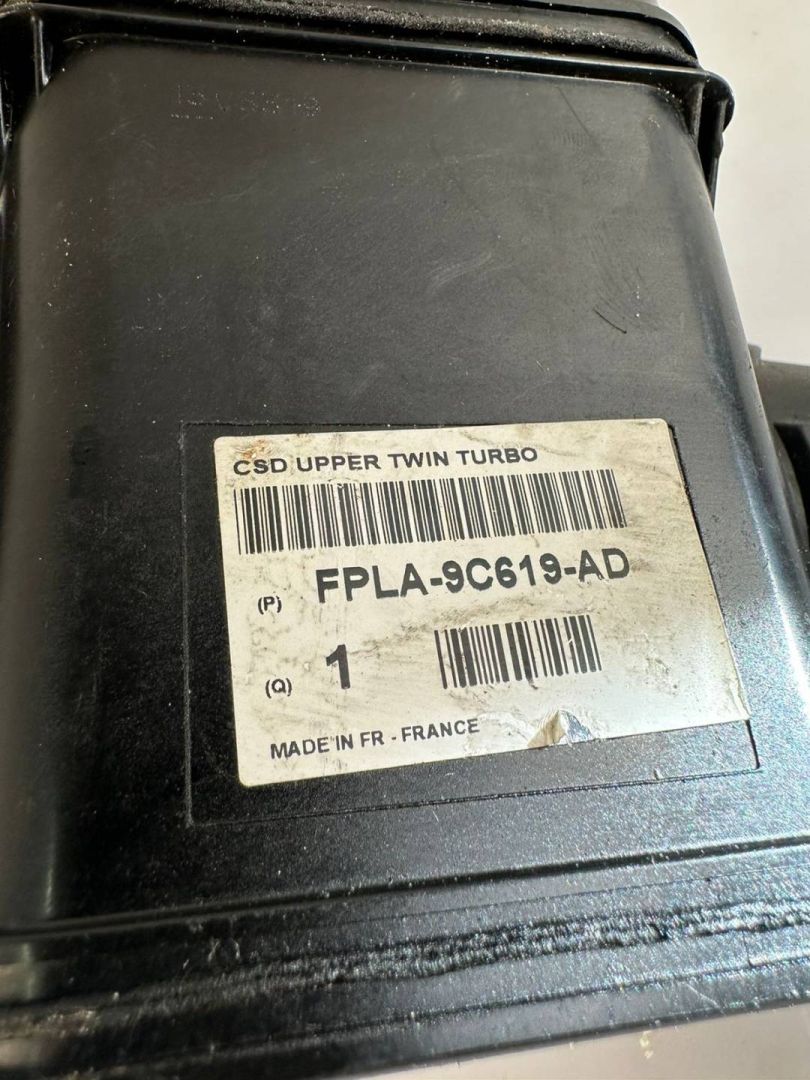 CSD UPPER TWIN TURBO
(P) FPLA-9C619-AD
(Q) 1
MADE IN FR - FRANCE